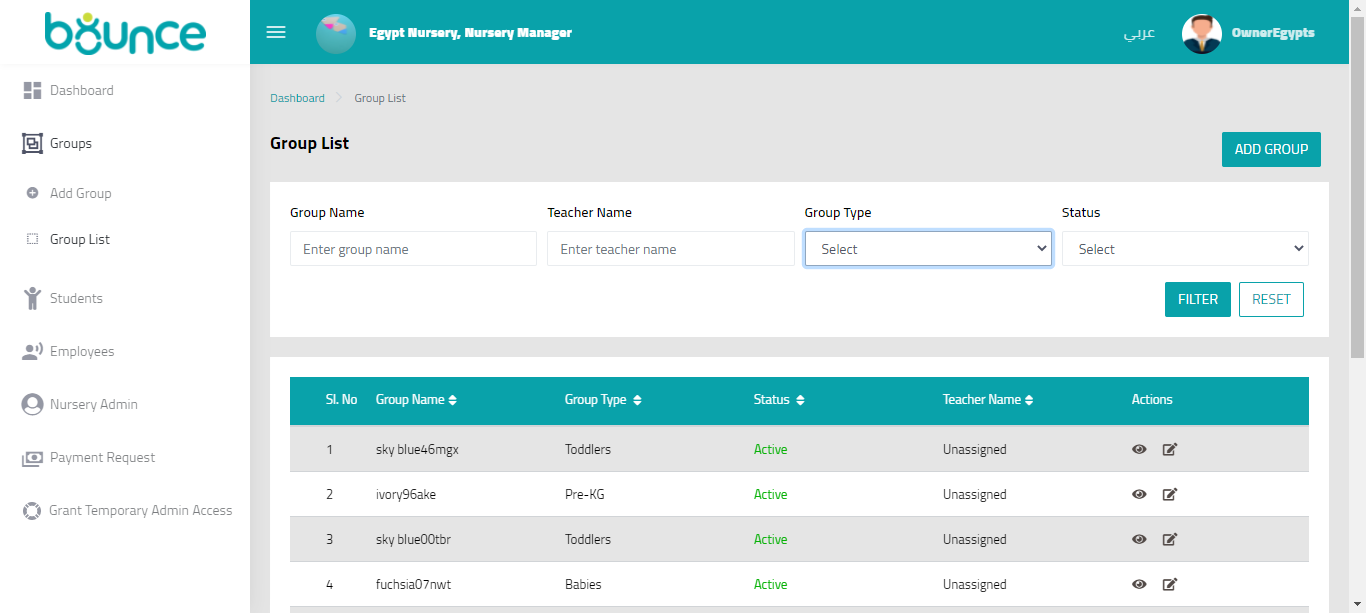 bounce
Egypt Nursery, Nursery Manager
عربي
OwnerEgypts
Dashboard
Groups
Add Group
Group List
Students
Employees
Nursery Admin
Payment Request
Grant Temporary Admin Access
Dashboard > Group List
Group List
ADD GROUP
Group Name Teacher Name Group Type Status
Enter group name Enter teacher name Select Select
FILTER RESET
Sl. No Group Name Group Type Status Teacher Name Actions
1 sky blue46mgx Toddlers Active Unassigned
2 ivory96ake Pre-KG Active Unassigned
3 sky blue00tbr Toddlers Active Unassigned
4 fuchsia07nwt Babies Active Unassigned